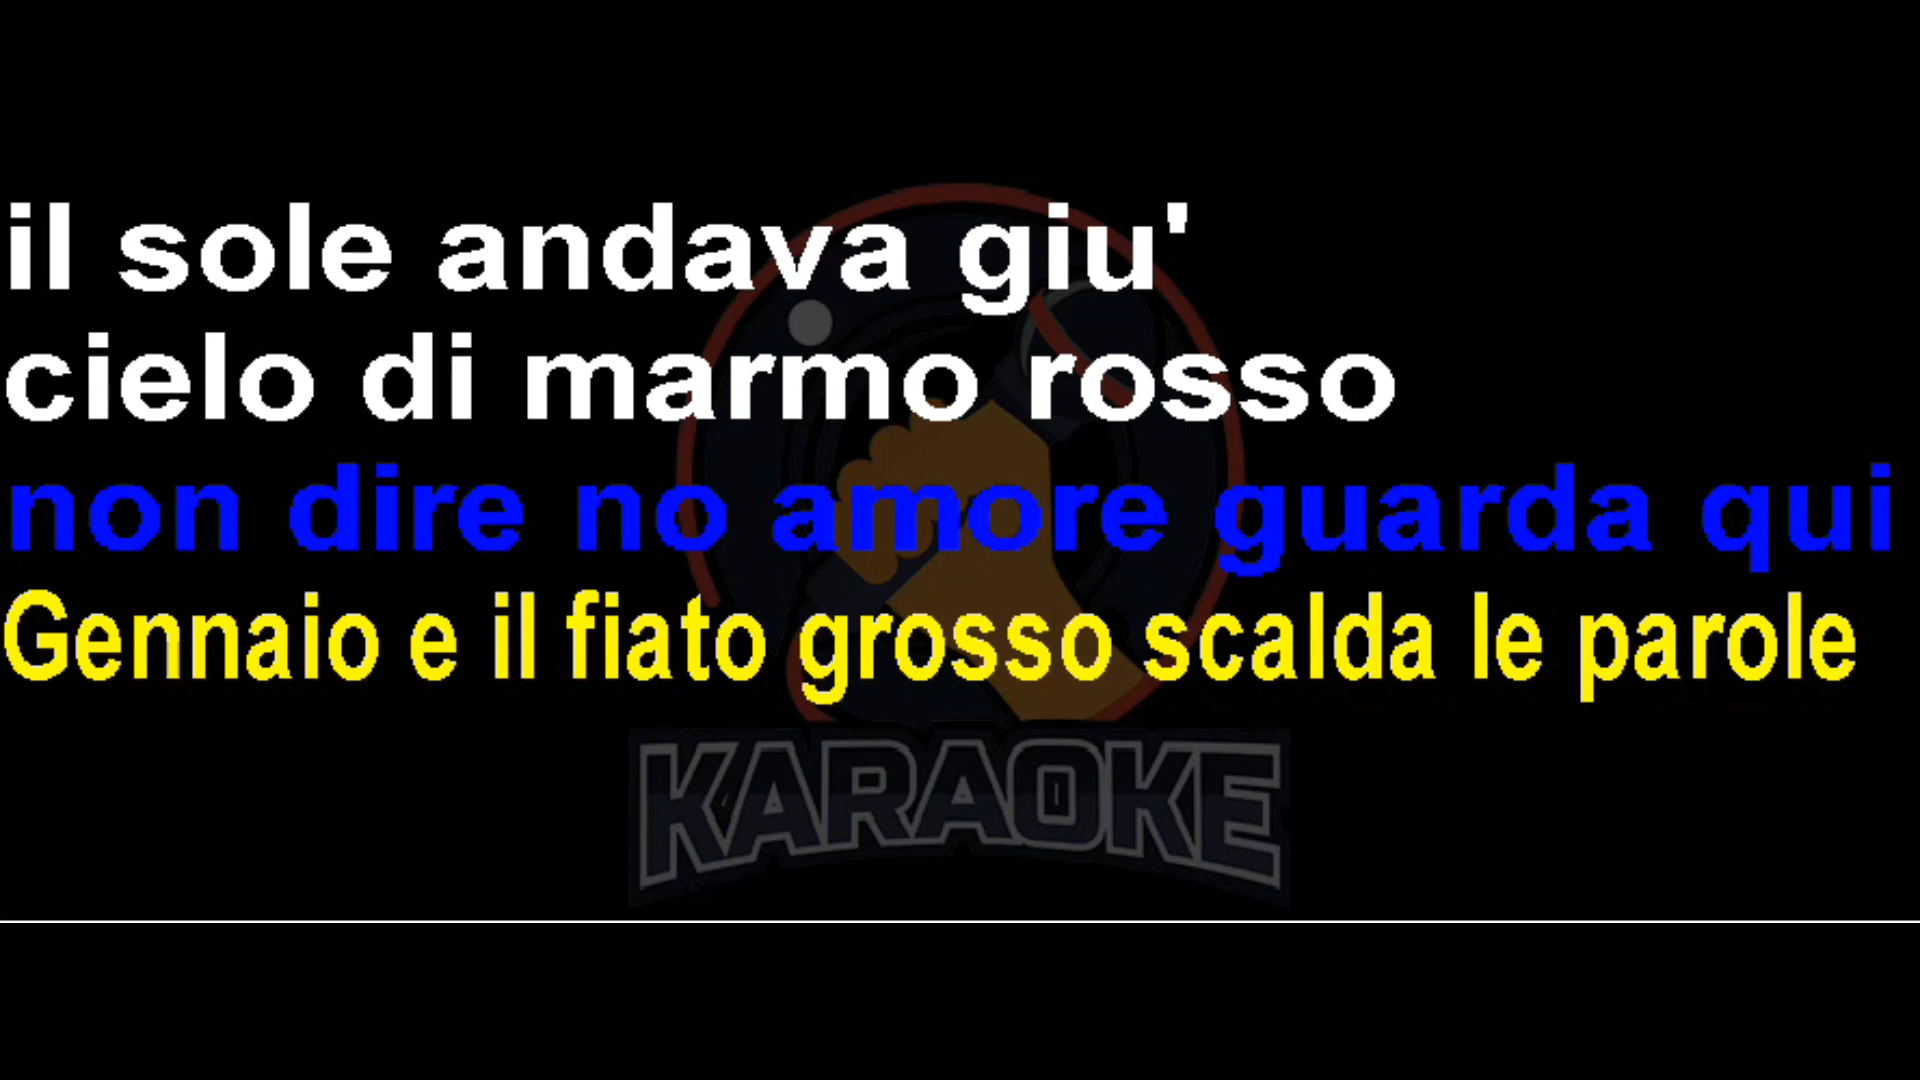 il sole andava giu'
cielo di marmo rosso
non dire no amore guarda qui
Gennaio e il fiato grosso scalda le parole
KARAOKE